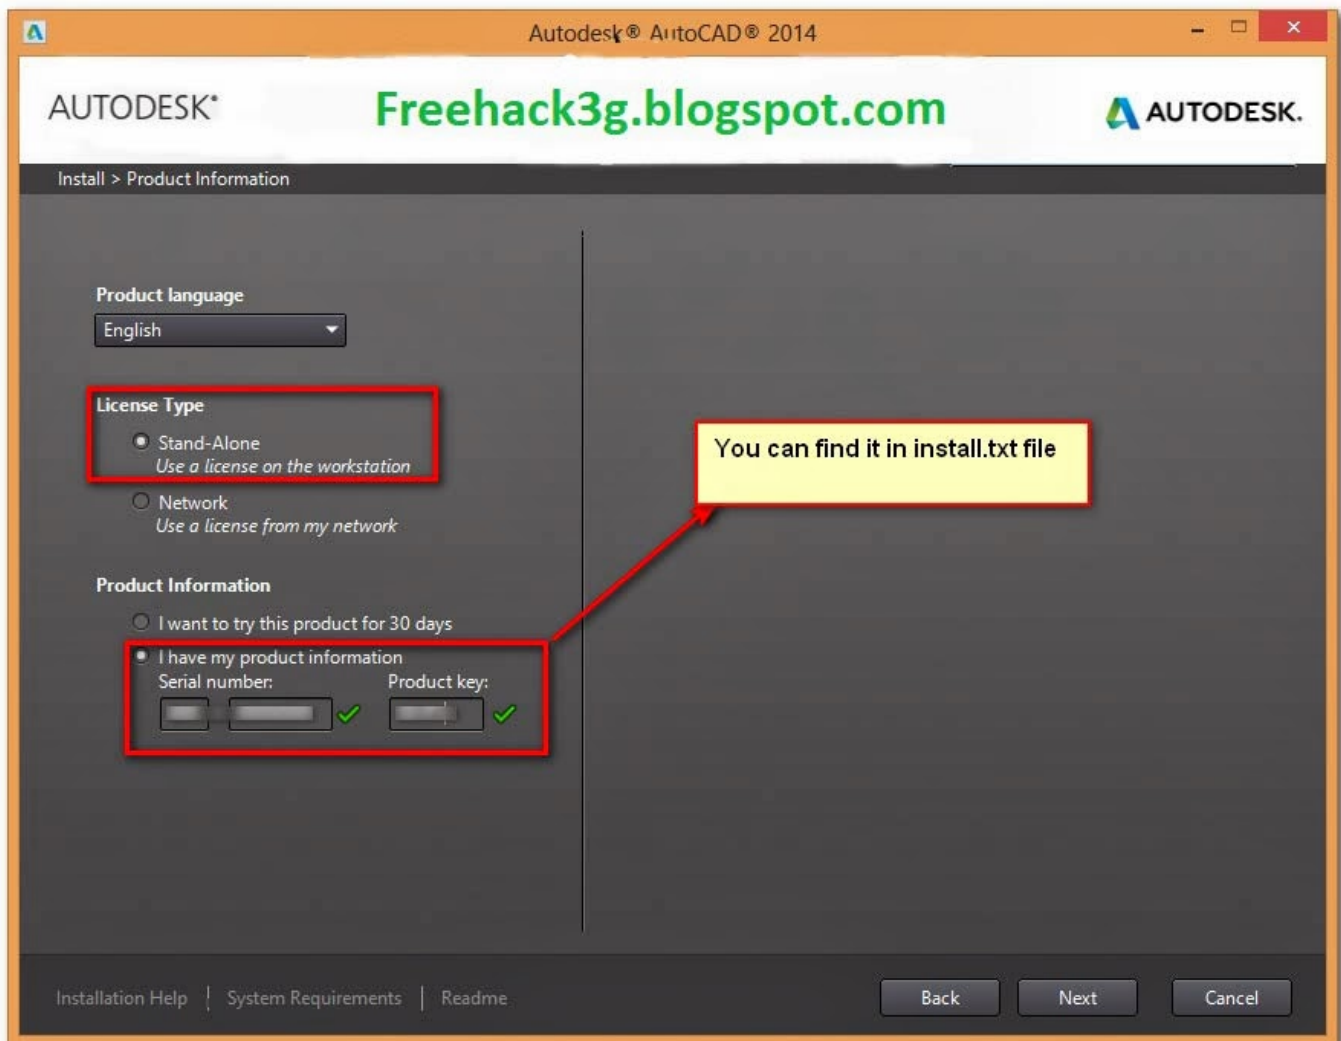 Autodesk® AutoCAD® 2014
AUTODESK®
Freehack3g.blogspot.com
AUTODESK.
Install > Product Information
Product language
English
License Type
Stand-Alone
Use a license on the workstation
Network
Use a license from my network
You can find it in install.txt file
Product Information
I want to try this product for 30 days
I have my product information
Serial number: Product key:
Installation Help | System Requirements | Readme
Back Next Cancel